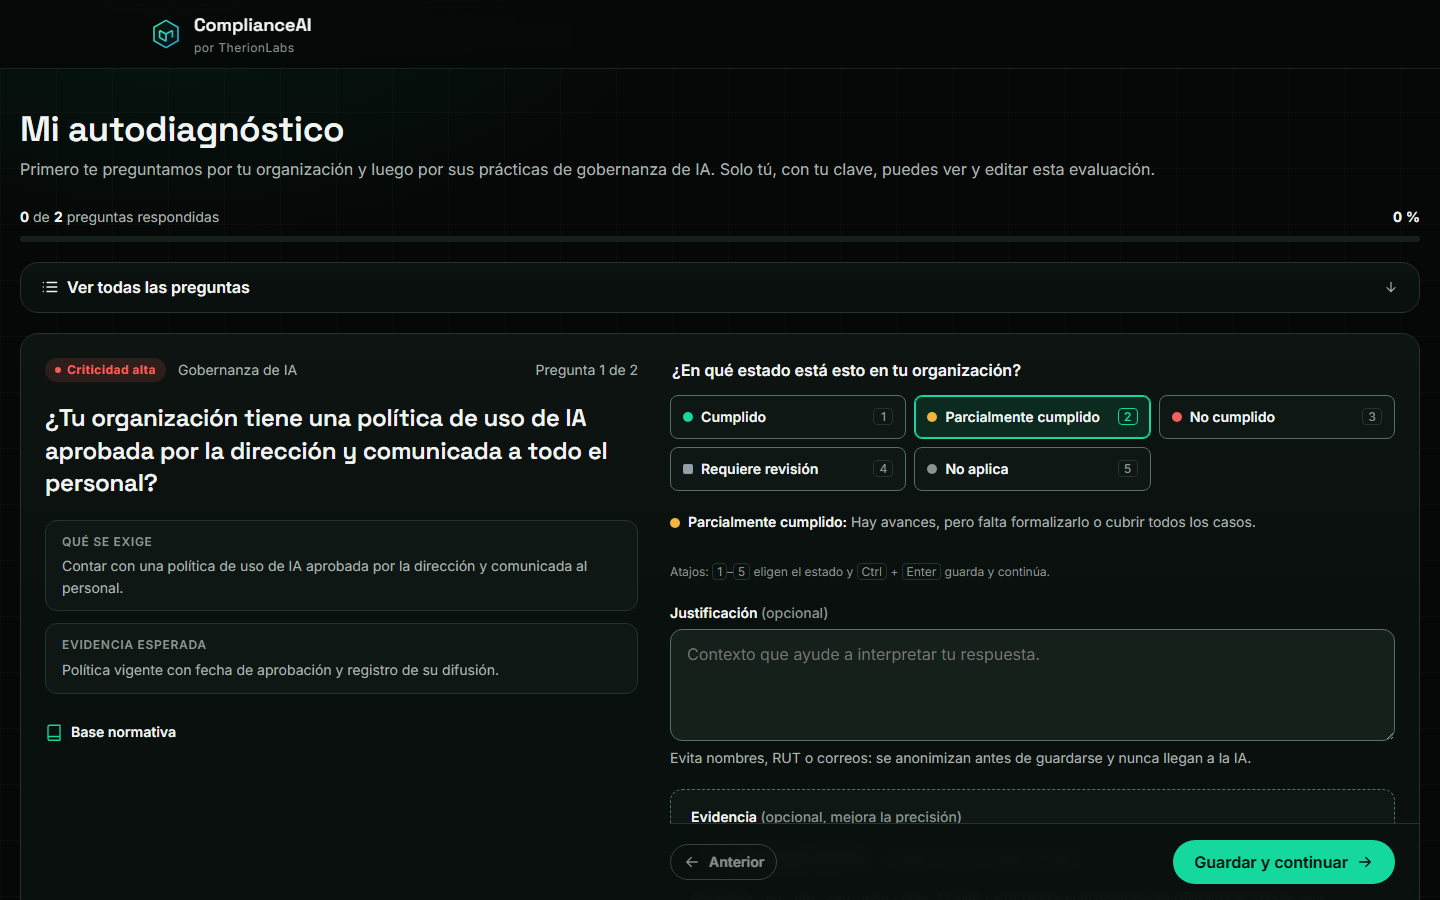 ComplianceAI
por TherionLabs
Mi autodiagnóstico
Primero te preguntamos por tu organización y luego por sus prácticas de gobernanza de IA. Solo tú, con tu clave, puedes ver y editar esta evaluación.
0 de 2 preguntas respondidas
0 %
Ver todas las preguntas
Criticidad alta
Gobernanza de IA
Pregunta 1 de 2
¿Tu organización tiene una política de uso de IA
aprobada por la dirección y comunicada a todo el
personal?
QUÉ SE EXIGE
Contar con una política de uso de IA aprobada por la dirección y comunicada al
personal.
EVIDENCIA ESPERADA
Política vigente con fecha de aprobación y registro de su difusión.
Base normativa
¿En qué estado está esto en tu organización?
Cumplido 1
Parcialmente cumplido 2
No cumplido 3
Requiere revisión 4
No aplica 5
Parcialmente cumplido: Hay avances, pero falta formalizarlo o cubrir todos los casos.
Atajos: 1–5 eligen el estado y Ctrl + Enter guarda y continúa.
Justificación (opcional)
Contexto que ayude a interpretar tu respuesta.
Evita nombres, RUT o correos: se anonimizan antes de guardarse y nunca llegan a la IA.
Evidencia (opcional, mejora la precisión)
← Anterior
Guardar y continuar →